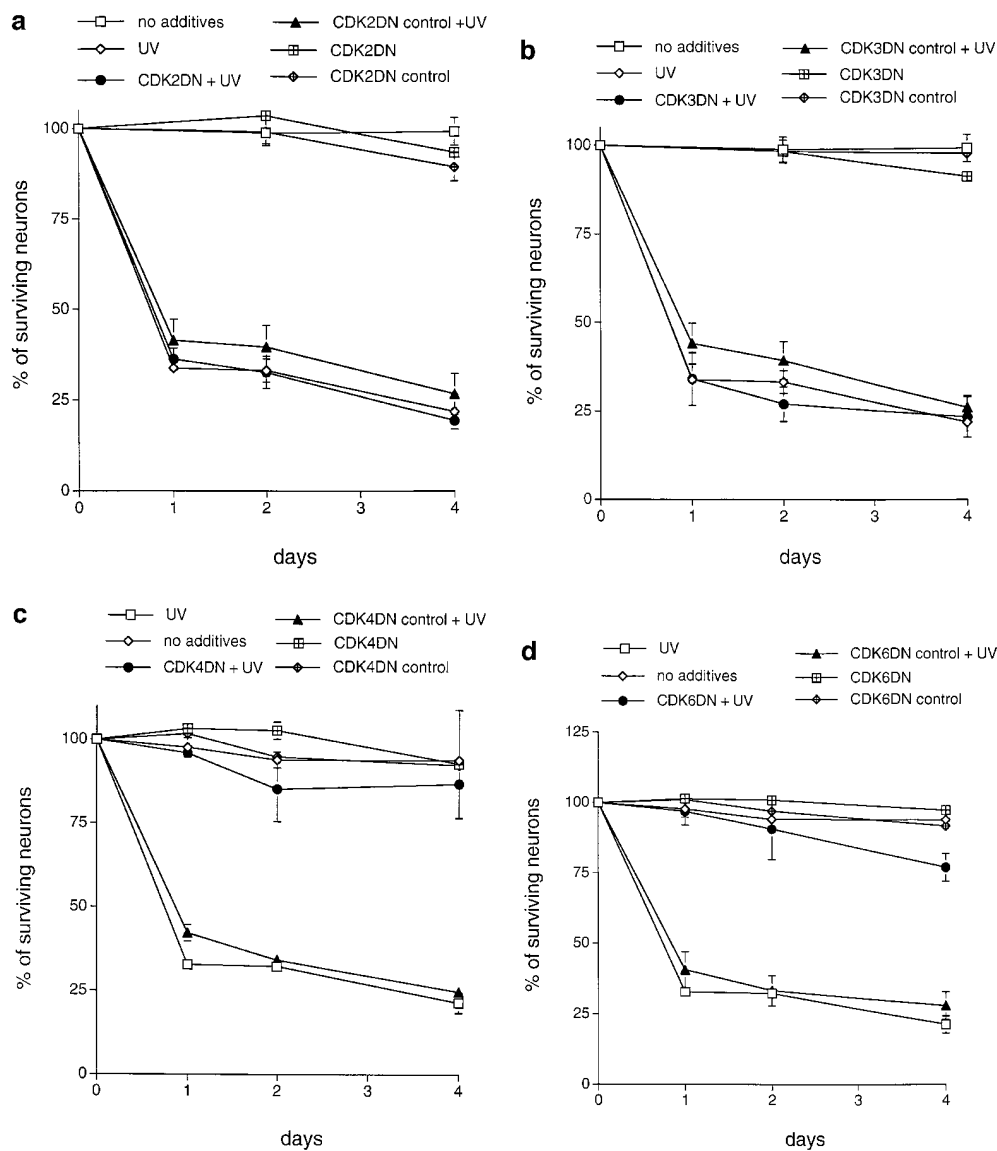 a
no additives
UV
CDK2DN + UV
CDK2DN control +UV
CDK2DN
CDK2DN control
% of surviving neurons
100
75
50
25
0
0 1 2 3 4
days
b
no additives
UV
CDK3DN + UV
CDK3DN control + UV
CDK3DN
CDK3DN control
% of surviving neurons
100
75
50
25
0
0 1 2 3 4
days
c
UV
no additives
CDK4DN + UV
CDK4DN control + UV
CDK4DN
CDK4DN control
% of surviving neurons
100
75
50
25
0
0 1 2 3 4
days
d
UV
no additives
CDK6DN + UV
CDK6DN control + UV
CDK6DN
CDK6DN control
% of surviving neurons
125
100
75
50
25
0
0 1 2 3 4
days